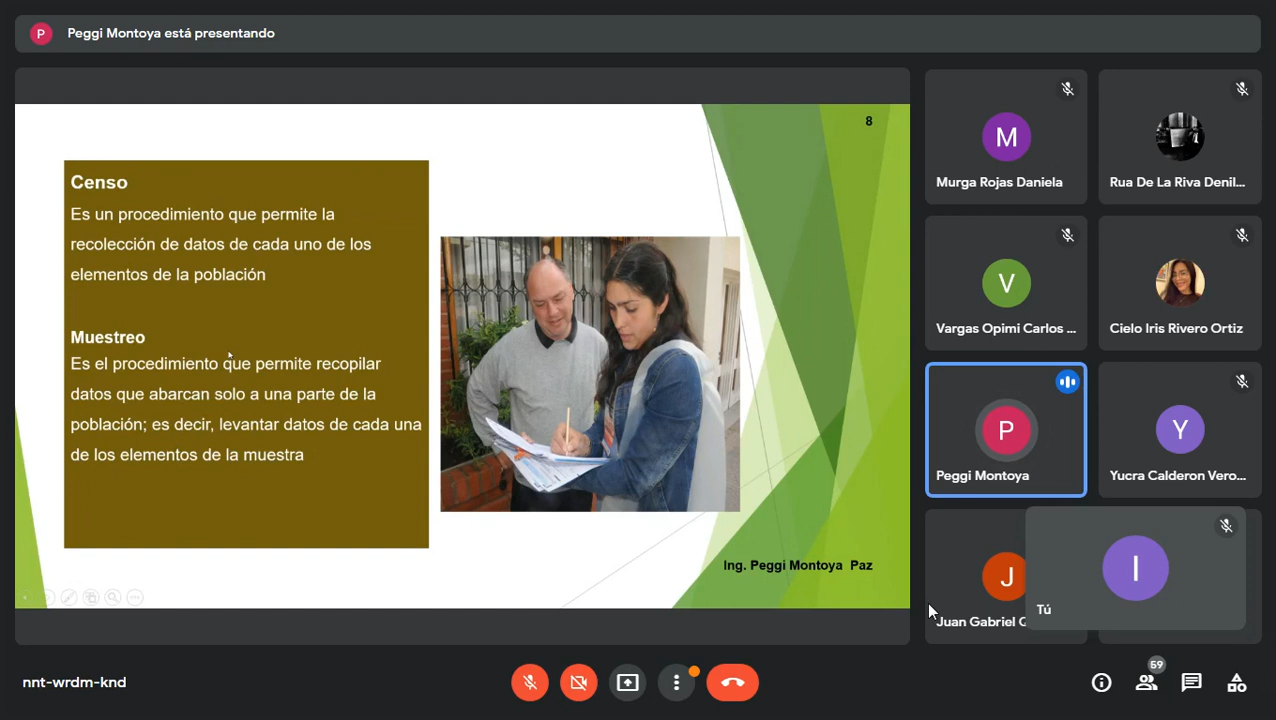 P
Peggi Montoya está presentando
8
Censo
Es un procedimiento que permite la
recolección de datos de cada uno de los
elementos de la población
Muestreo
Es el procedimiento que permite recopilar
datos que abarcan solo a una parte de la
población; es decir, levantar datos de cada una
de los elementos de la muestra
Ing. Peggi Montoya Paz
M
Murga Rojas Daniela
Rua De La Riva Denil...
V
Vargas Opimi Carlos ...
Cielo Iris Rivero Ortiz
P
Peggi Montoya
Y
Yucra Calderon Vero...
J
Juan Gabriel
I
Tú
nnt-wrdm-knd
59